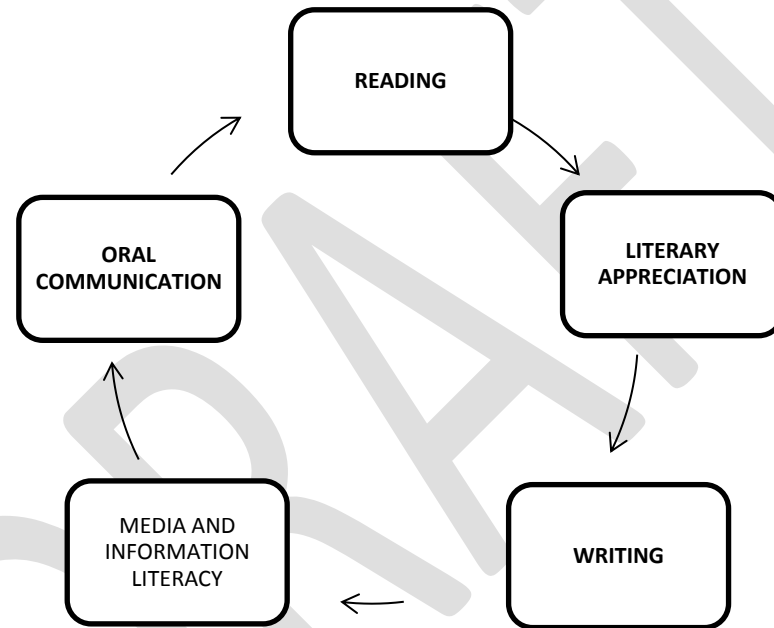 READING
LITERARY
APPRECIATION
WRITING
MEDIA AND
INFORMATION
LITERACY
ORAL
COMMUNICATION